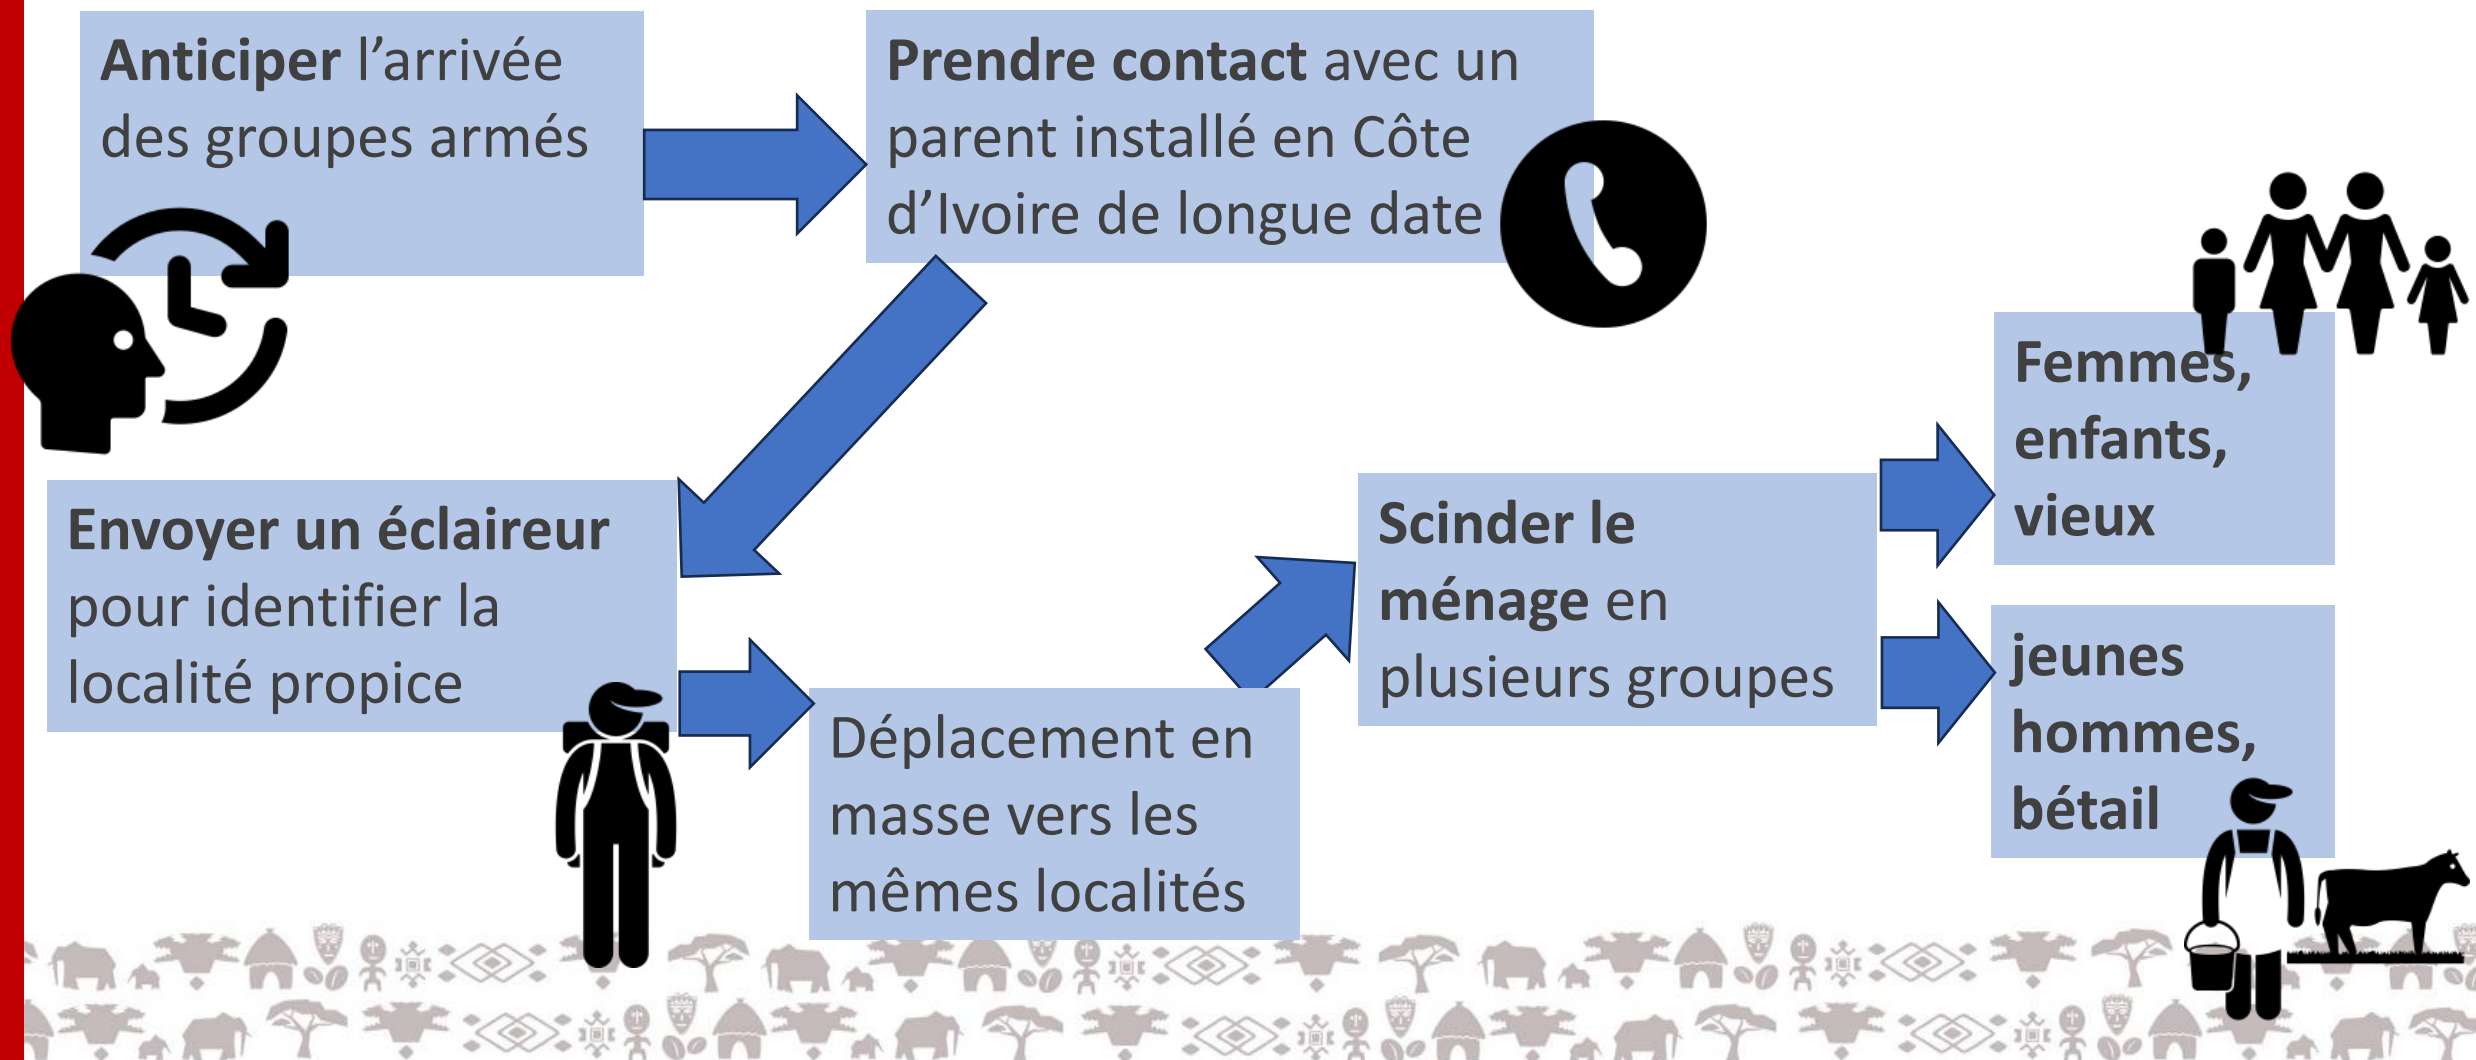 Anticiper l’arrivée
des groupes armés
Prendre contact avec un
parent installé en Côte
d’Ivoire de longue date
Envoyer un éclaireur
pour identifier la
localité propice
Déplacement en
masse vers les
mêmes localités
Scinder le
ménage en
plusieurs groupes
Femmes,
enfants,
vieux
jeunes
hommes,
bétail